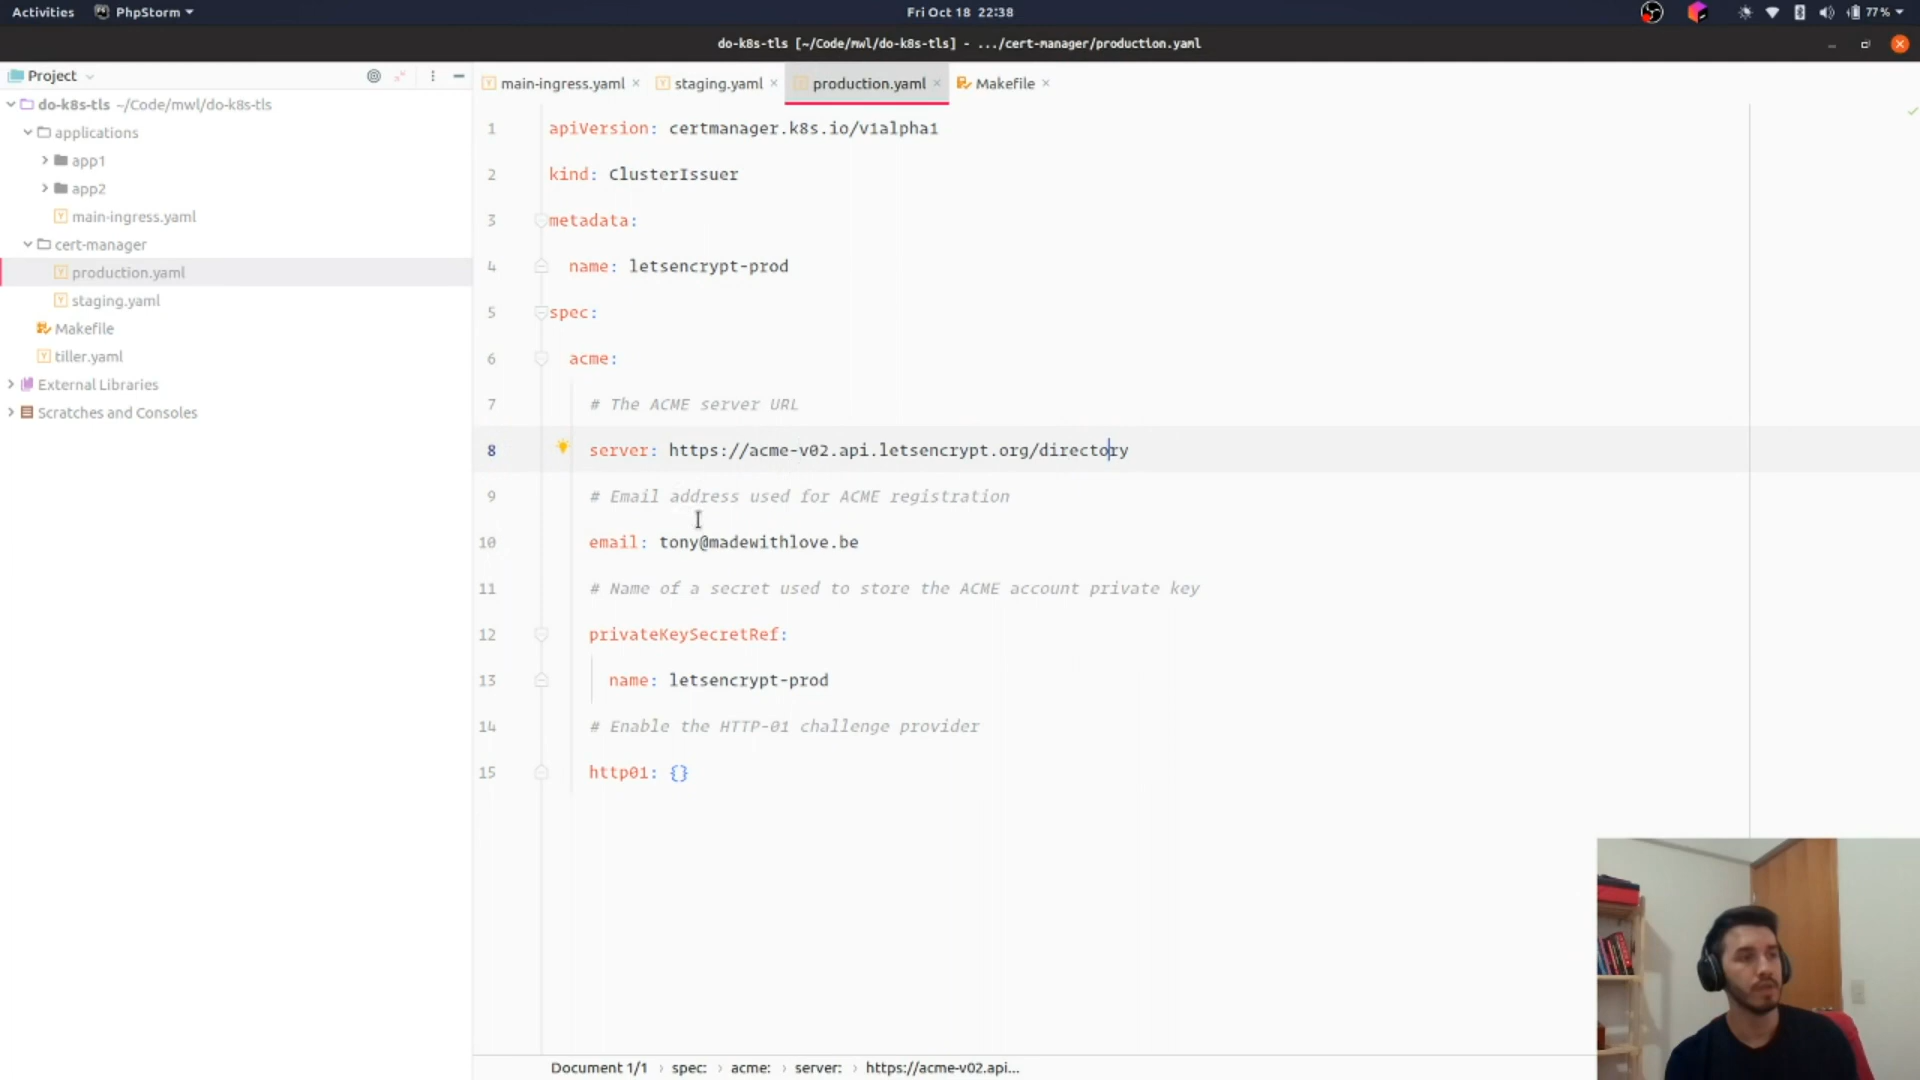 Activities PhpStorm Fri Oct 18 22:38 77%
do-k8s-tls [~/Code/mwl/do-k8s-tls] - .../cert-manager/production.yaml
Project
main-ingress.yaml staging.yaml production.yaml Makefile
do-k8s-tls ~/Code/mwl/do-k8s-tls
applications
app1
app2
main-ingress.yaml
cert-manager
production.yaml
staging.yaml
Makefile
tiller.yaml
External Libraries
Scratches and Consoles
1 apiVersion: certmanager.k8s.io/v1alpha1
2 kind: ClusterIssuer
3 metadata:
4 name: letsencrypt-prod
5 spec:
6 acme:
7 # The ACME server URL
8 server: https://acme-v02.api.letsencrypt.org/directory
9 # Email address used for ACME registration
10 email: tony@madewithlove.be
11 # Name of a secret used to store the ACME account private key
12 privateKeySecretRef:
13 name: letsencrypt-prod
14 # Enable the HTTP-01 challenge provider
15 http01: {}
Document 1/1 › spec: › acme: › server: › https://acme-v02.api...